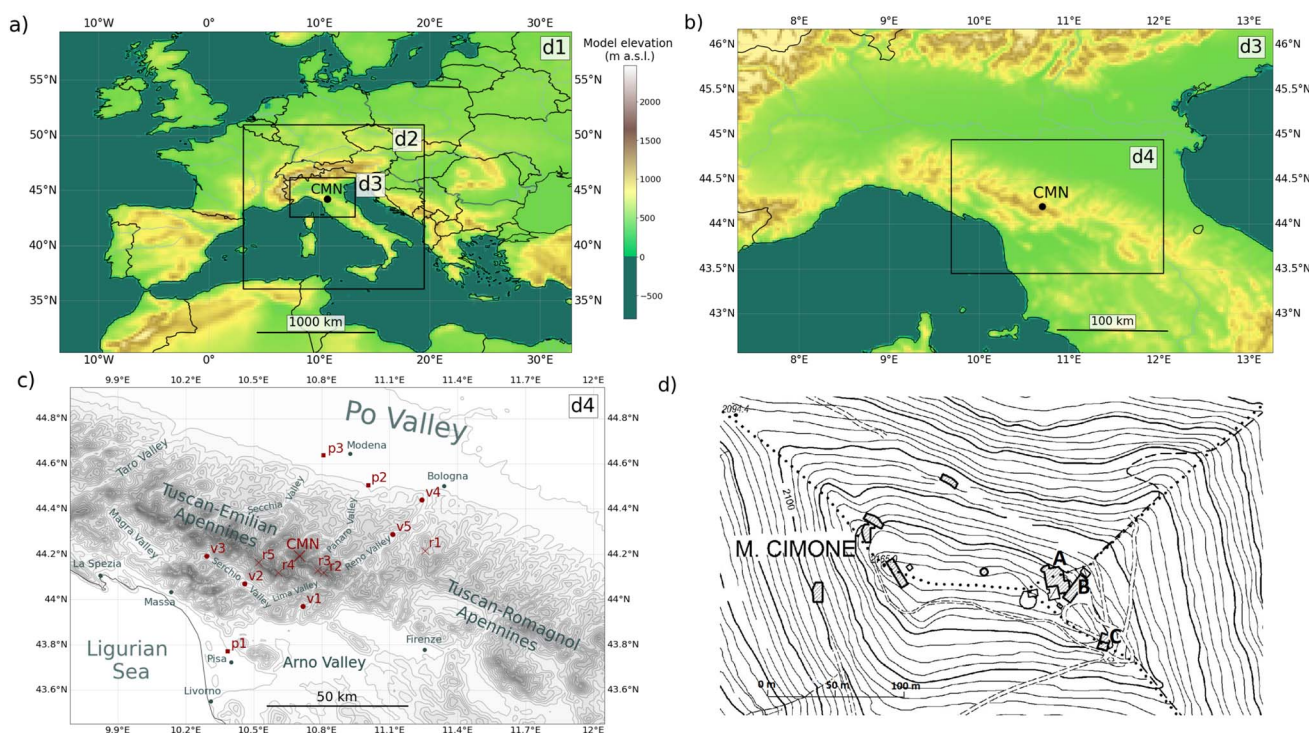 a)
10°W 0° 10°E 20°E 30°E
55°N
50°N
45°N
40°N
35°N
d1
d2
d3
CMN
1000 km
10°W 0° 10°E 20°E 30°E
Model elevation
(m a.s.l.)
2000
1500
1000
500
0
−500
b)
8°E 9°E 10°E 11°E 12°E 13°E
46°N 46°N
45.5°N 45.5°N
45°N 45°N
44.5°N 44.5°N
44°N 44°N
43.5°N 43.5°N
43°N 43°N
d3
d4
CMN
100 km
8°E 9°E 10°E 11°E 12°E 13°E
c)
9.9°E 10.2°E 10.5°E 10.8°E 11.1°E 11.4°E 11.7°E 12°E
44.8°N 44.8°N
44.6°N 44.6°N
44.4°N 44.4°N
44.2°N 44.2°N
44°N 44°N
43.8°N 43.8°N
43.6°N 43.6°N
d4
Po Valley
p3
Modena
Taro Valley
p2
Bologna
v4
Tuscan-Emilian
Apennines
Secchia Valley
Panaro Valley
v5
Magra Valley
CMN
Reno Valley
r1
v3
r5
r4
r3
r2
La Spezia
Serchio Valley
v2
Lima Valley
v1
Massa
Tuscan-Romagnol
Apennines
Ligurian
Sea
p1
Pisa
Arno Valley
Firenze
Livorno
50 km
9.9°E 10.2°E 10.5°E 10.8°E 11.1°E 11.4°E 11.7°E 12°E
d)
2094.4
2100
M. CIMONE
A
B
C
0 m 50 m 100 m